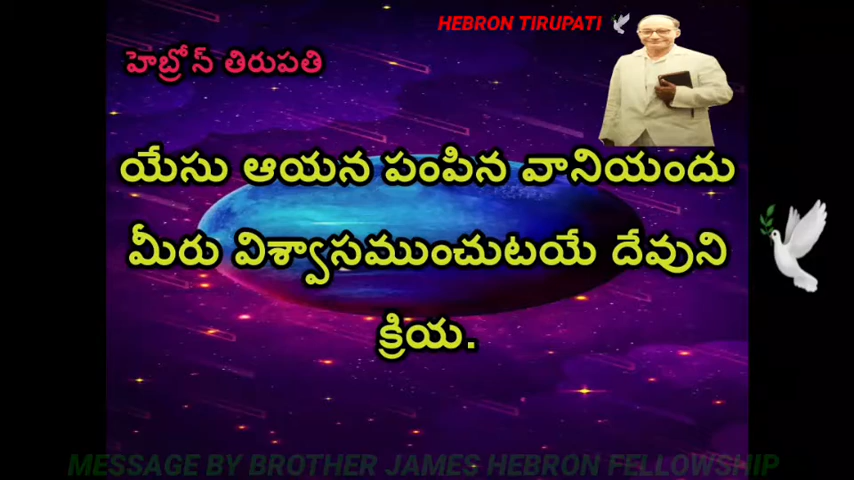 HEBRON TIRUPATI
హెబ్రోన్ తిరుపతి
యేసు ఆయన పంపిన వానియందు
మీరు విశ్వాసముంచుటయే దేవుని
క్రియ.
MESSAGE BY BROTHER JAMES HEBRON FELLOWSHIP